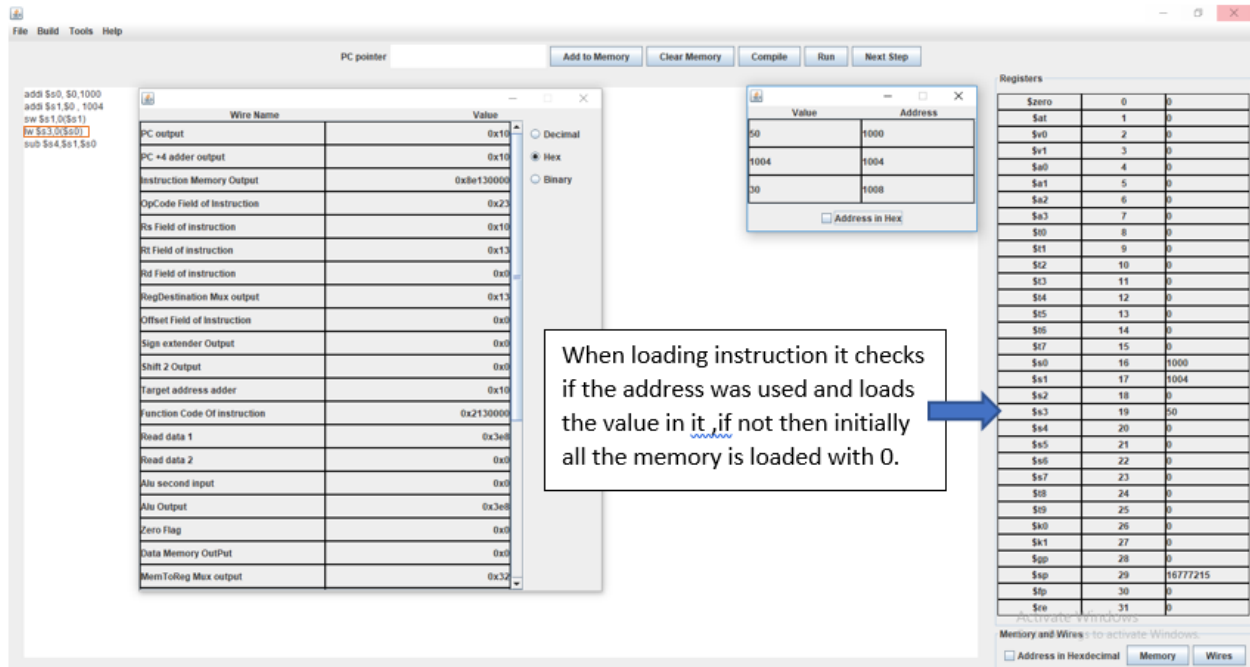 File Build Tools Help
PC pointer Add to Memory Clear Memory Compile Run Next Step
addi $s0, $0,1000
addi $s1,$0 , 1004
sw $s1,0($s1)
lw $s3,0($s0)
sub $s4,$s1,$s0
Wire Name Value
PC output 0x10
PC +4 adder output 0x10
Instruction Memory Output 0x8e130000
OpCode Field of Instruction 0x23
Rs Field of instruction 0x10
Rt Field of instruction 0x13
Rd Field of instruction 0x0
RegDestination Mux output 0x13
Offset Field of Instruction 0x0
Sign extender Output 0x0
Shift 2 Output 0x0
Target address adder 0x10
Function Code Of instruction 0x2130000
Read data 1 0x3e8
Read data 2 0x0
Alu second input 0x0
Alu Output 0x3e8
Zero Flag 0x0
Data Memory OutPut 0x0
MemToReg Mux output 0x32
Decimal
Hex
Binary
Value Address
50 1000
1004 1004
30 1008
Address in Hex
When loading instruction it checks
if the address was used and loads
the value in it ,if not then initially
all the memory is loaded with 0.
Registers
$zero 0 0
$at 1 0
$v0 2 0
$v1 3 0
$a0 4 0
$a1 5 0
$a2 6 0
$a3 7 0
$t0 8 0
$t1 9 0
$t2 10 0
$t3 11 0
$t4 12 0
$t5 13 0
$t6 14 0
$t7 15 0
$s0 16 1000
$s1 17 1004
$s2 18 0
$s3 19 50
$s4 20 0
$s5 21 0
$s6 22 0
$s7 23 0
$t8 24 0
$t9 25 0
$k0 26 0
$k1 27 0
$gp 28 0
$sp 29 16777215
$fp 30 0
$re 31 0
Activate Windows
Memory and Wires
to activate Windows.
Address in Hexdecimal Memory Wires